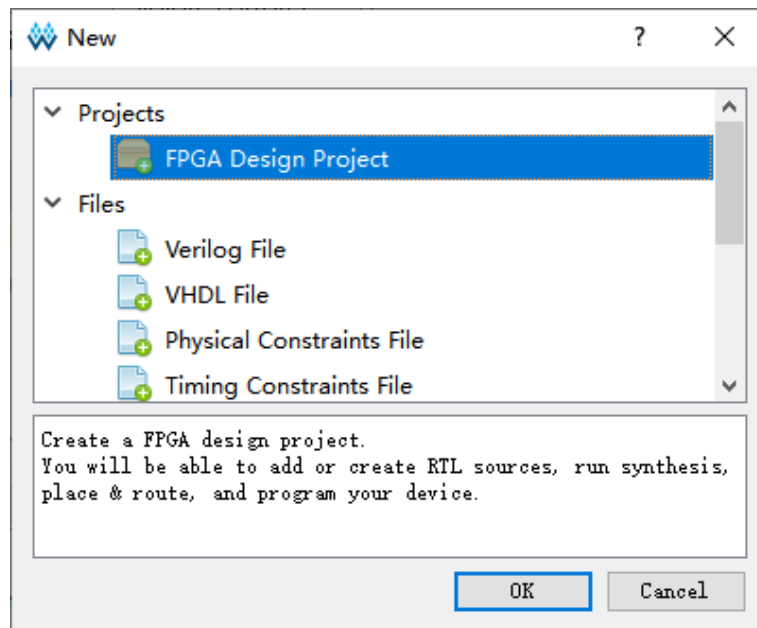 New
?
Projects
FPGA Design Project
Files
Verilog File
VHDL File
Physical Constraints File
Timing Constraints File
Create a FPGA design project.
You will be able to add or create RTL sources, run synthesis,
place & route, and program your device.
OK
Cancel